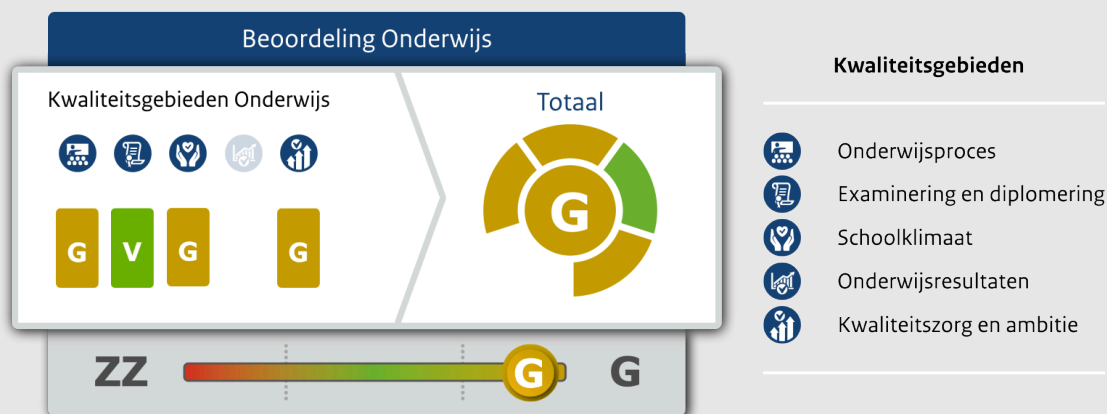 Beoordeling Onderwijs
Kwaliteitsgebieden Onderwijs
G V G G
Totaal
G
ZZ G G
Kwaliteitsgebieden
Onderwijsproces
Examinering en diplomering
Schoolklimaat
Onderwijsresultaten
Kwaliteitszorg en ambitie